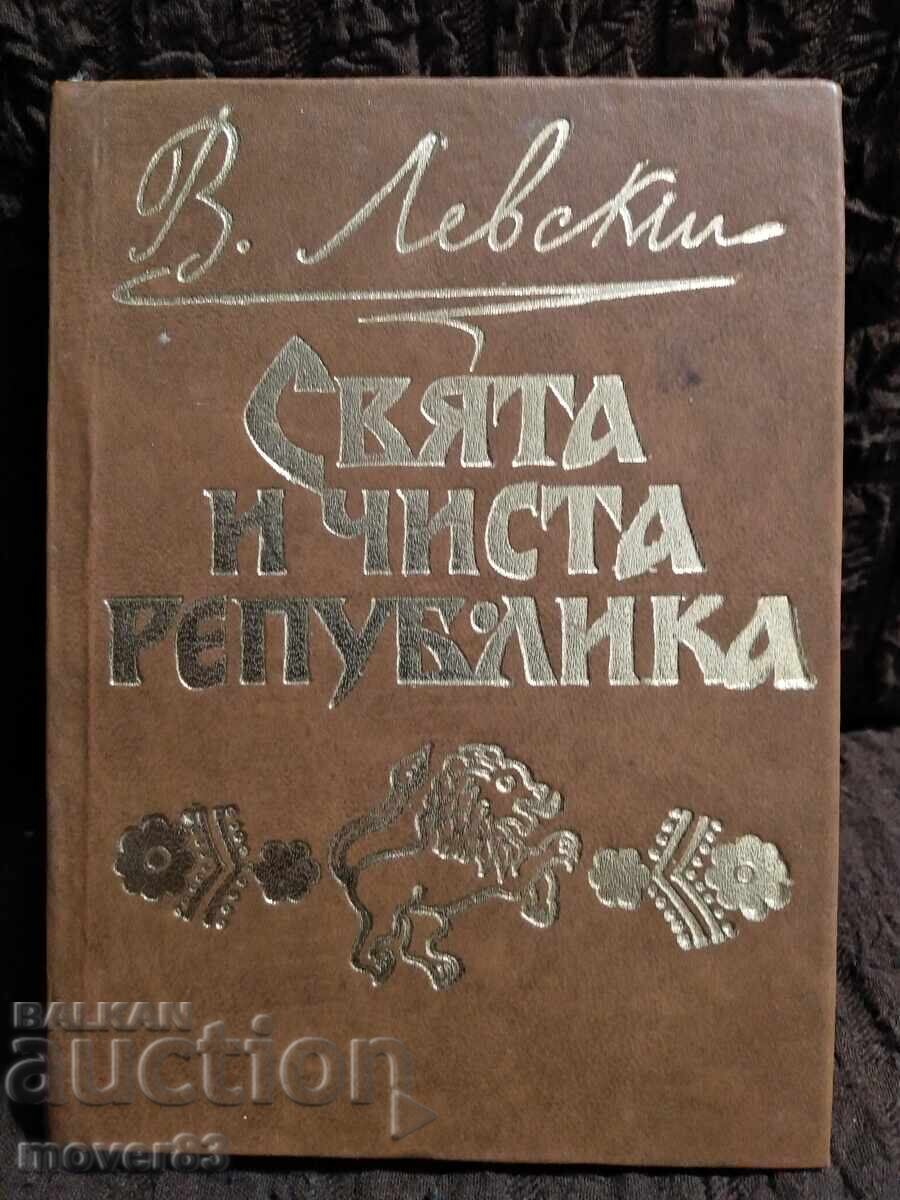 В. Левски
Свята
и чиста
република
BALKAN
auction
mover83